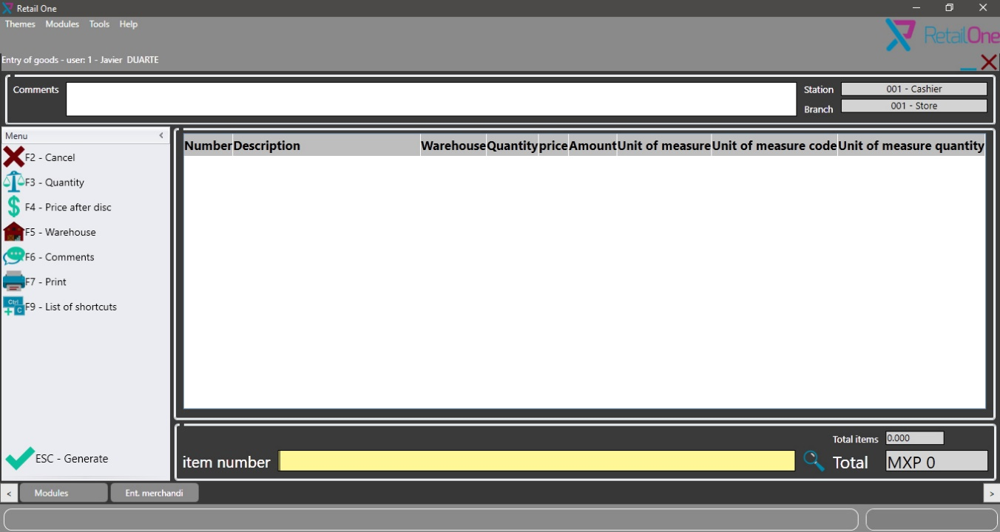 Retail One
Themes Modules Tools Help
RetailOne
Entry of goods - user: 1 - Javier DUARTE
Comments
Station 001 - Cashier
Branch 001 - Store
Menu <
F2 - Cancel
F3 - Quantity
F4 - Price after disc
F5 - Warehouse
F6 - Comments
F7 - Print
Ctrl + C F9 - List of shortcuts
ESC - Generate
Number Description Warehouse Quantity price Amount Unit of measure Unit of measure code Unit of measure quantity
Total items 0.000
item number Total MXP 0
< Modules Ent. merchandi >